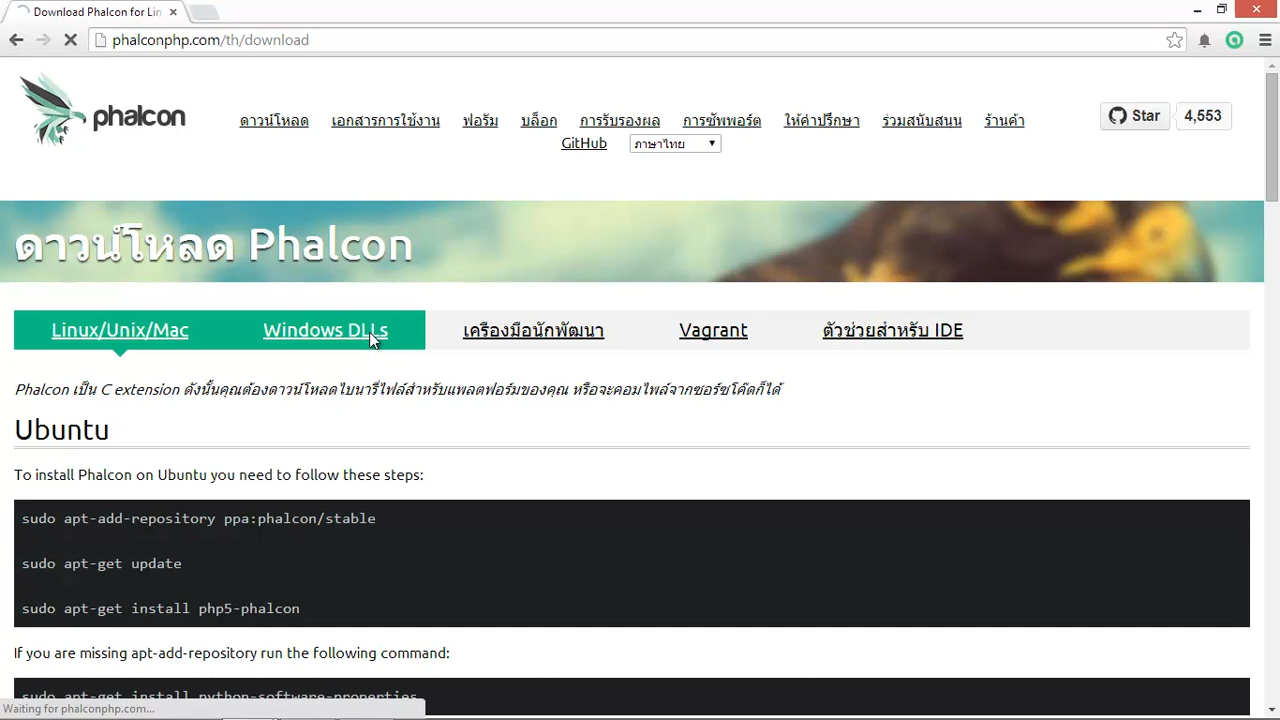 Download Phalcon for Lin
phalconphp.com/th/download
phalcon
ดาวน์โหลด เอกสารการใช้งาน ฟอรัม บล็อก การรับรองผล การซัพพอร์ต ให้คำปรึกษา ร่วมสนับสนุน ร้านค้า
GitHub ภาษาไทย
Star 4,553
ดาวน์โหลด Phalcon
Linux/Unix/Mac Windows DLLs เครื่องมือนักพัฒนา Vagrant ตัวช่วยสำหรับ IDE
Phalcon เป็น C extension ดังนั้นคุณต้องดาวน์โหลดไบนารีไฟล์สำหรับแพลตฟอร์มของคุณ หรือจะคอมไพล์จากซอร์ซโค๊ดก็ได้
Ubuntu
To install Phalcon on Ubuntu you need to follow these steps:
sudo apt-add-repository ppa:phalcon/stable
sudo apt-get update
sudo apt-get install php5-phalcon
If you are missing apt-add-repository run the following command:
sudo apt-get install python-software-properties
Waiting for phalconphp.com...